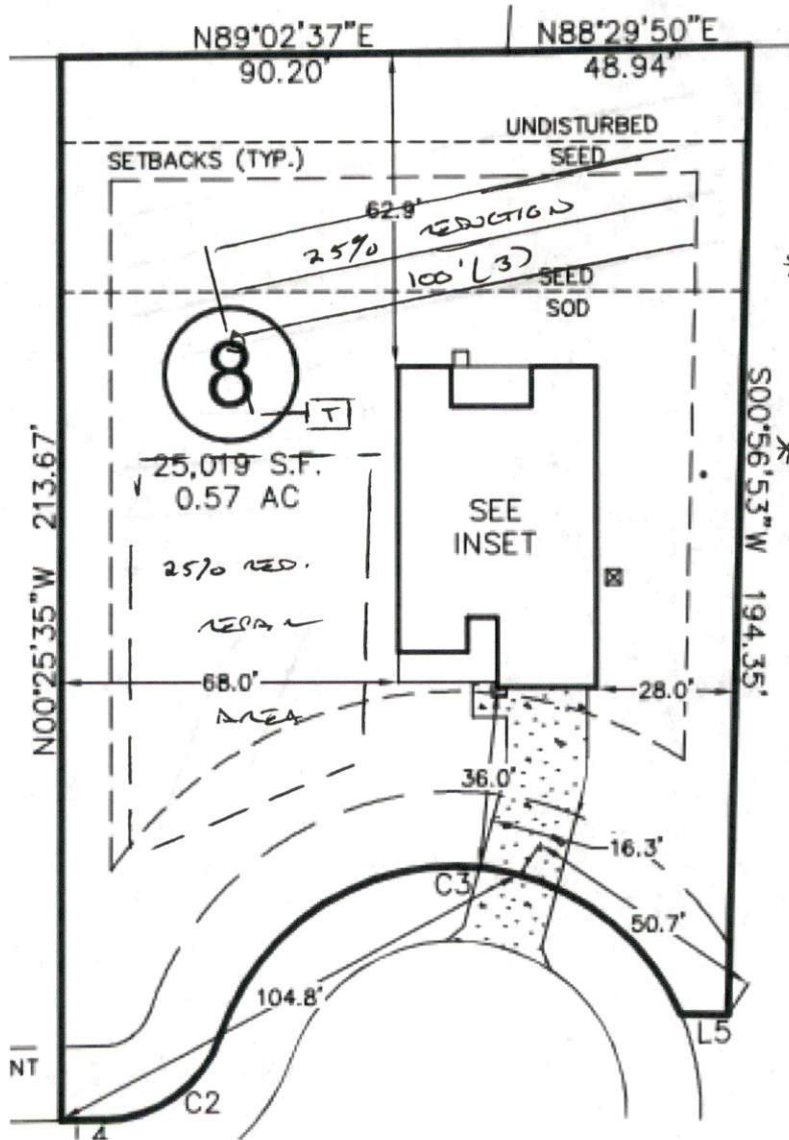 N89°02'37"E
90.20'
N88°29'50"E
48.94'
UNDISTURBED
SETBACKS (TYP.)
SEED
62.9'
25% REDUCTION
100' (3)
SEED
SOD
8
T
25,019 S.F.
0.57 AC
SEE
INSET
25% RED.
REPAIR
AREA
N00°25'35"W 213.67'
S00°56'53"W 194.35'
68.0'
28.0'
36.0'
16.3'
C3
50.7'
104.8'
L5
NT
C2
L4